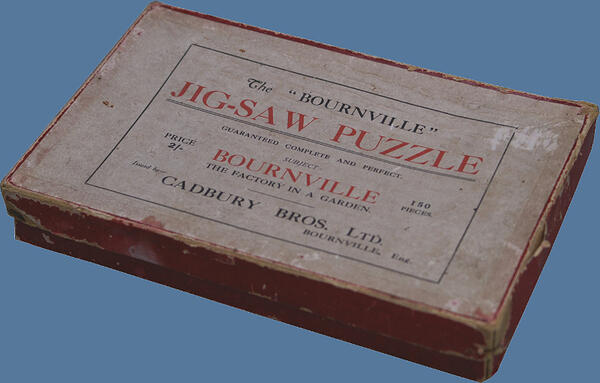 The "BOURNVILLE"
JIG-SAW PUZZLE
GUARANTEED COMPLETE AND PERFECT.
PRICE
2/-
SUBJECT
BOURNVILLE
THE FACTORY IN A GARDEN.
150
PIECES.
Issued by:-
CADBURY BROS. LTD.
BOURNVILLE, Eng.